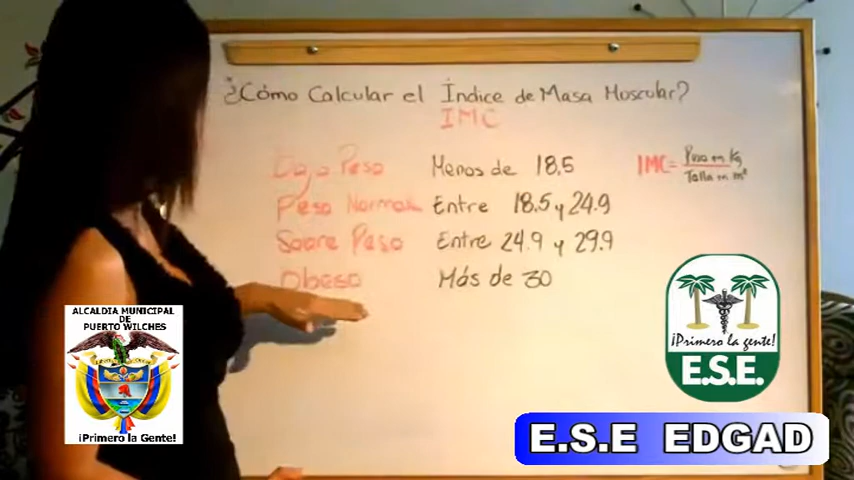 ¿Cómo Calcular el Índice de Masa Moscular?
IMC
Bajo Peso Menos de 18,5
Peso Normal Entre 18.5 y 24.9
Sobre Peso Entre 24.9 y 29.9
Obeso Más de 30
IMC= Peso en Kg
Talla en m²
ALCALDIA MUNICIPAL
DE
PUERTO WILCHES
¡Primero la Gente!
¡Primero la gente!
E.S.E.
E.S.E EDGAD